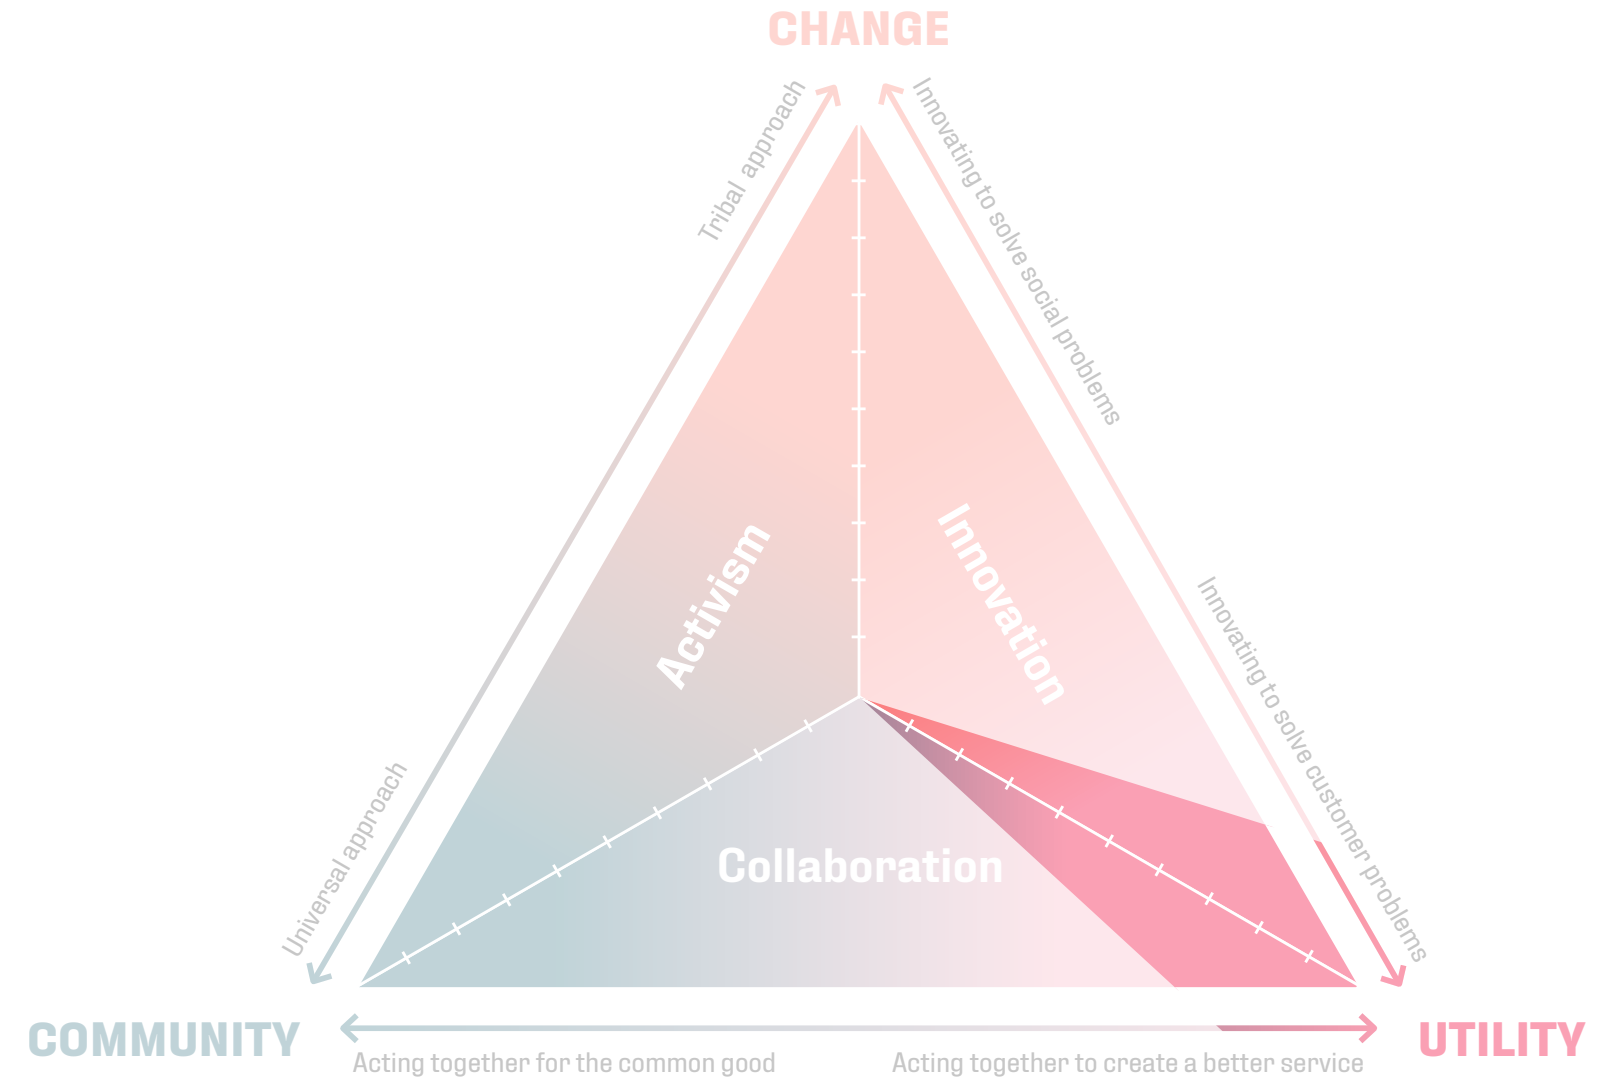 CHANGE
Tribal approach
Innovating to solve social problems
Activism
Innovation
Innovating to solve customer problems
Universal approach
Collaboration
COMMUNITY
UTILITY
Acting together for the common good
Acting together to create a better service